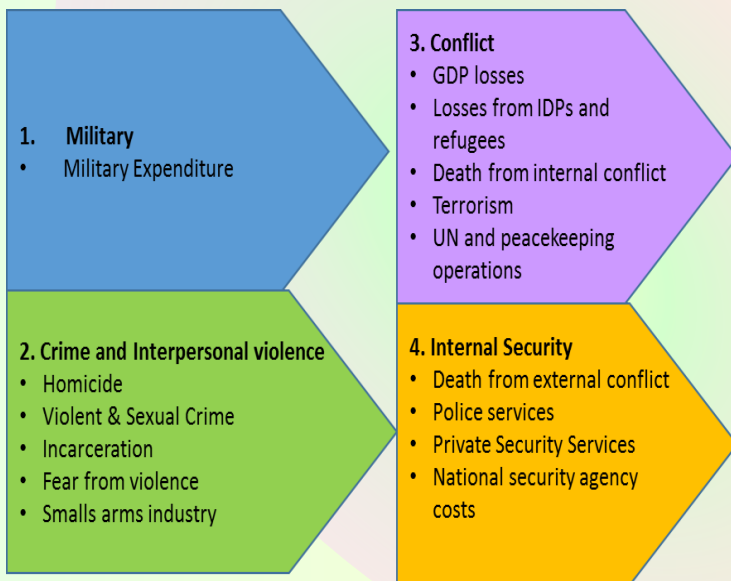 1. Military
• Military Expenditure
2. Crime and Interpersonal violence
• Homicide
• Violent & Sexual Crime
• Incarceration
• Fear from violence
• Smalls arms industry
3. Conflict
• GDP losses
• Losses from IDPs and
refugees
• Death from internal conflict
• Terrorism
• UN and peacekeeping
operations
4. Internal Security
• Death from external conflict
• Police services
• Private Security Services
• National security agency
costs